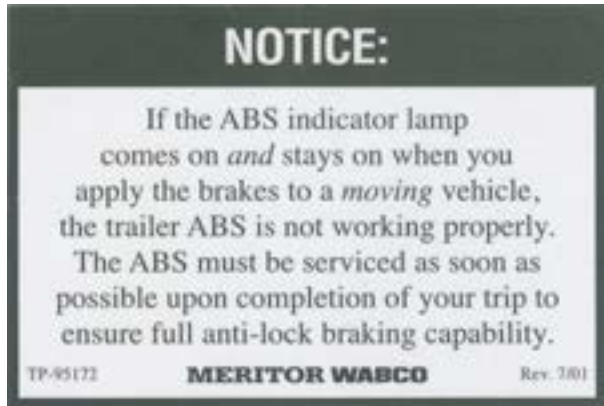 NOTICE:
If the ABS indicator lamp
comes on and stays on when you
apply the brakes to a moving vehicle,
the trailer ABS is not working properly.
The ABS must be serviced as soon as
possible upon completion of your trip to
ensure full anti-lock braking capability.
TP-95172 MERITOR WABCO Rev. 7/01